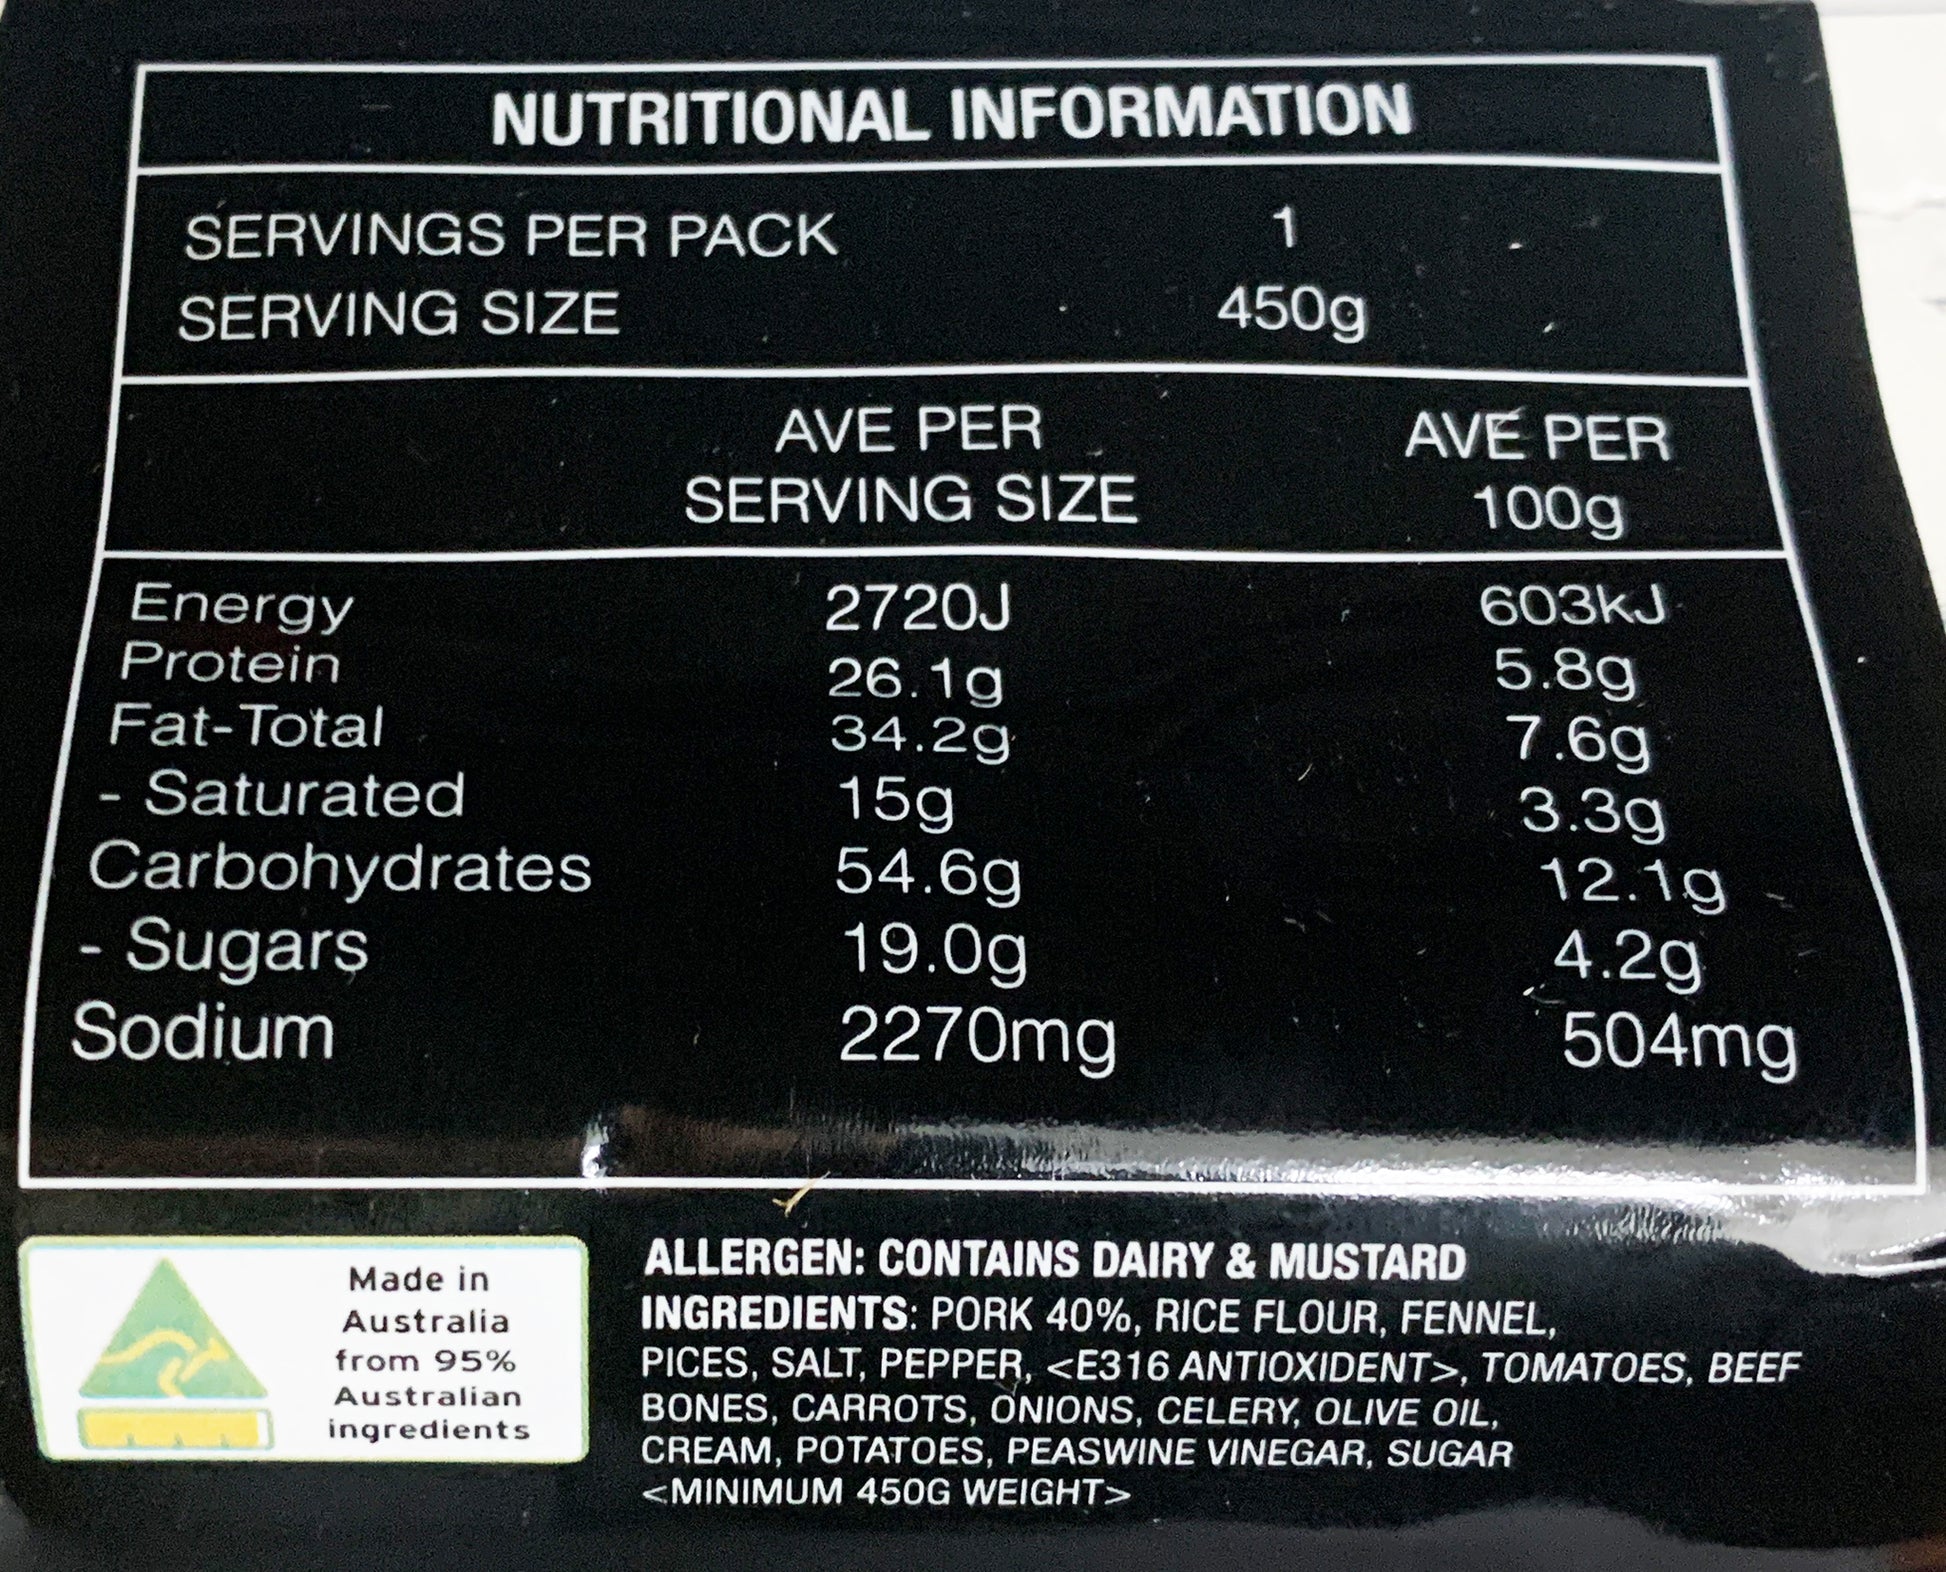 NUTRITIONAL INFORMATION
SERVINGS PER PACK 1
SERVING SIZE 450g
AVE PER AVE PER
SERVING SIZE 100g
Energy 2720J 603kJ
Protein 26.1g 5.8g
Fat-Total 34.2g 7.6g
- Saturated 15g 3.3g
Carbohydrates 54.6g 12.1g
- Sugars 19.0g 4.2g
Sodium 2270mg 504mg
Made in
Australia
from 95%
Australian
ingredients
ALLERGEN: CONTAINS DAIRY & MUSTARD
INGREDIENTS: PORK 40%, RICE FLOUR, FENNEL,
PICES, SALT, PEPPER, <E316 ANTIOXIDENT>, TOMATOES, BEEF
BONES, CARROTS, ONIONS, CELERY, OLIVE OIL,
CREAM, POTATOES, PEASWINE VINEGAR, SUGAR
<MINIMUM 450G WEIGHT>